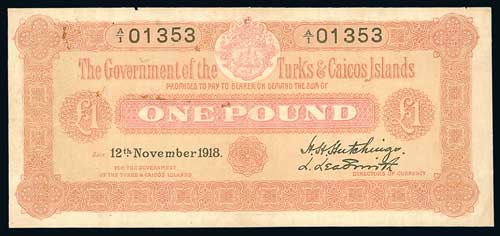 A/1 01353 A/1 01353
The Government of the Turks & Caicos Islands
PROMISES TO PAY TO BEARER ON DEMAND THE SUM OF
£1 ONE POUND £1
Date 12th November 1918.
FOR THE GOVERNMENT
OF THE TURKS & CAICOS ISLANDS
H. H. Hutchings
DIRECTORS OF CURRENCY